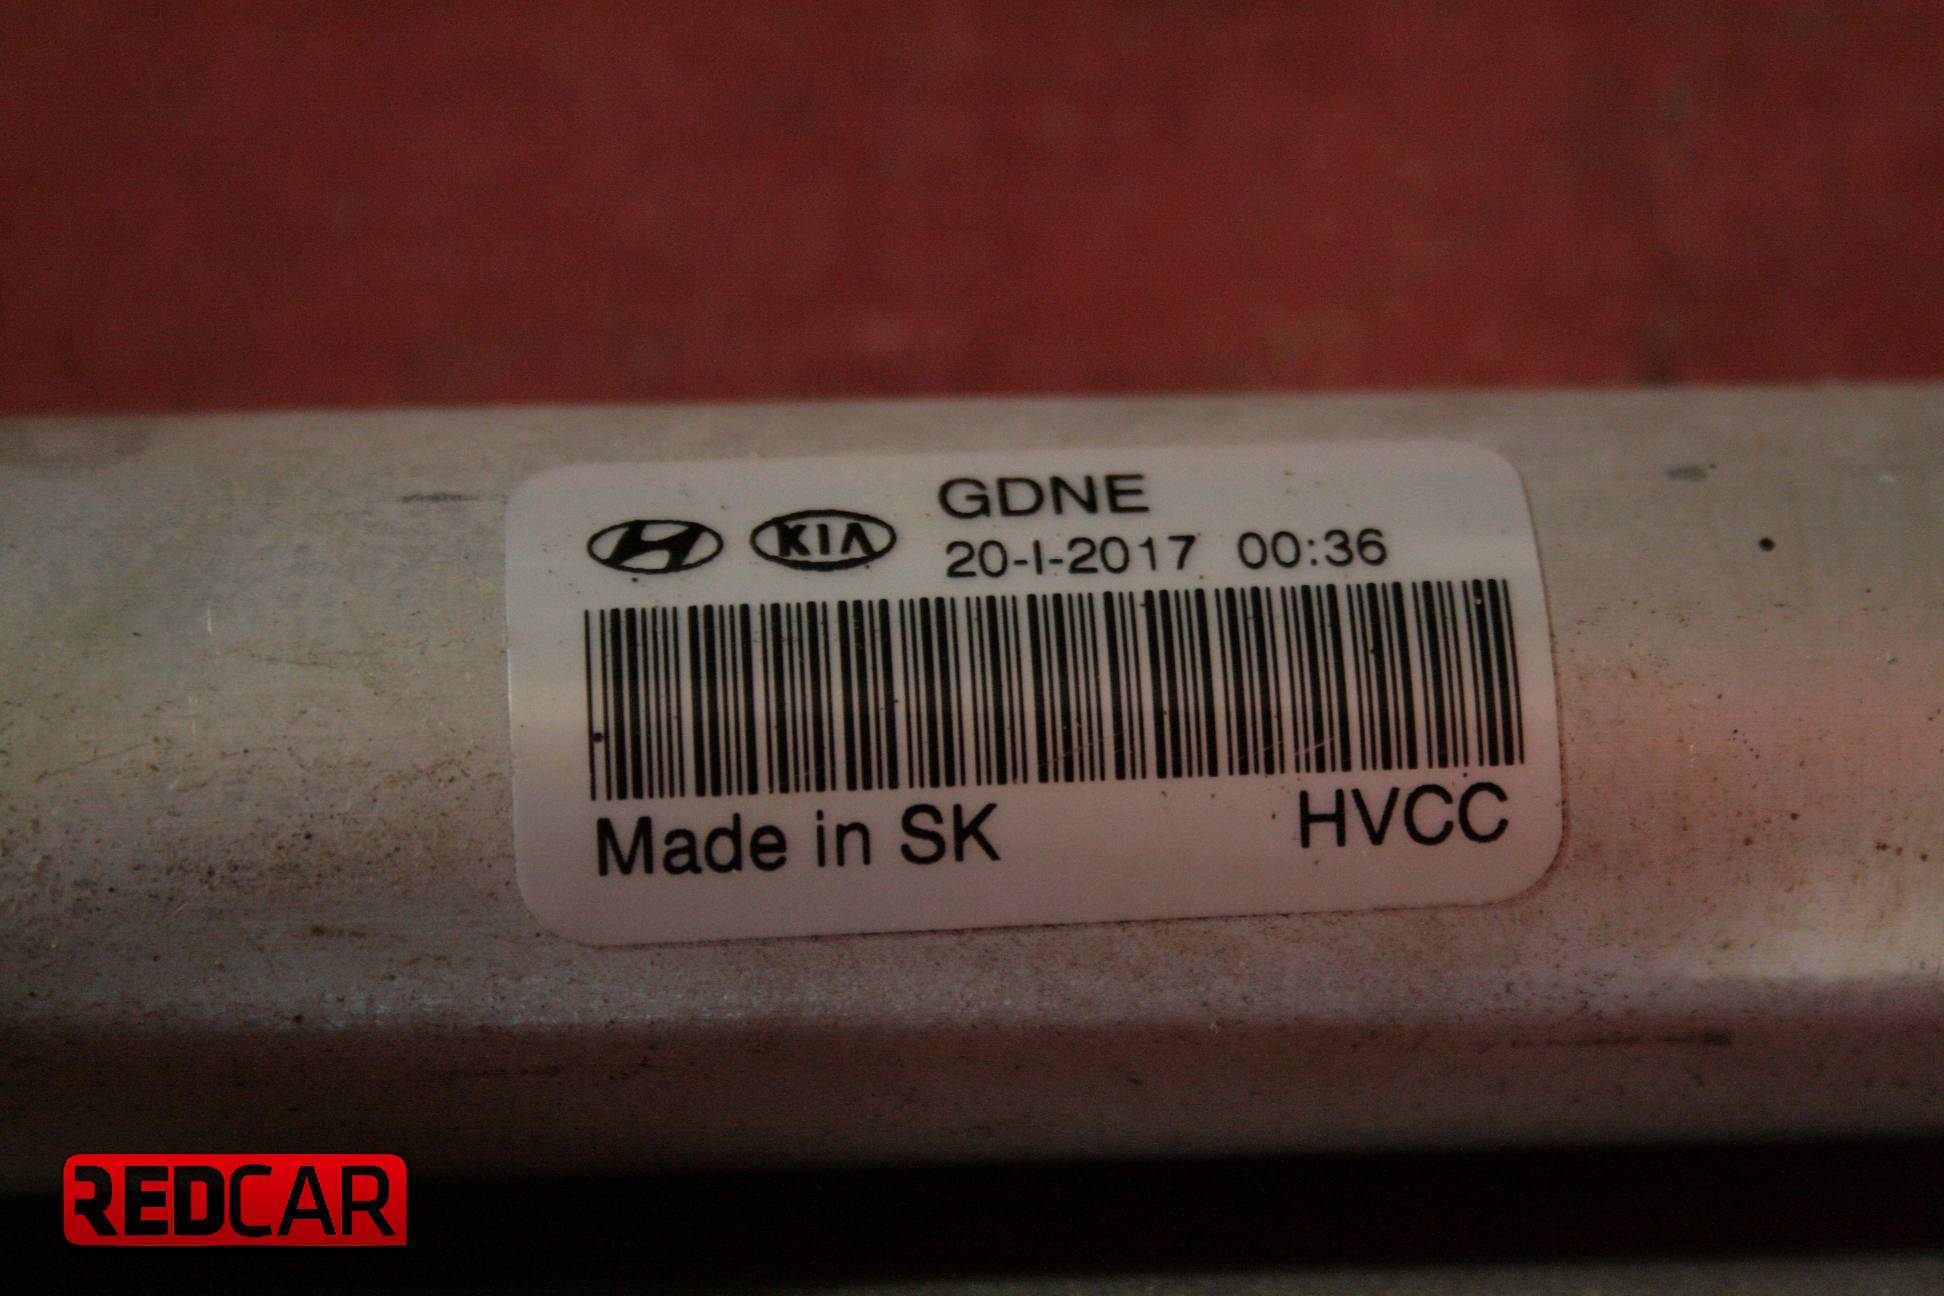 GDNE
KIA
20-I-2017 00:36
Made in SK HVCC
REDCAR